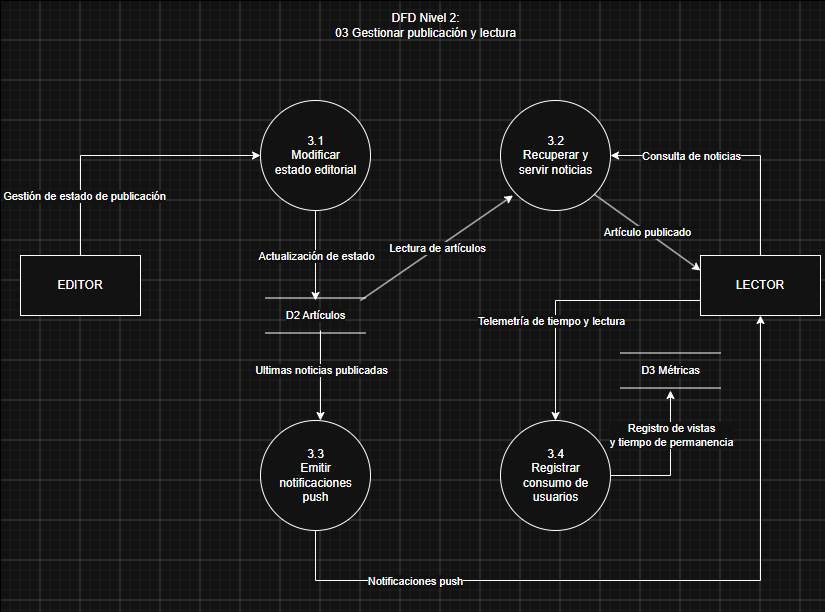 DFD Nivel 2:
03 Gestionar publicación y lectura
3.1
Modificar
estado editorial
3.2
Recuperar y
servir noticias
Consulta de noticias
Gestión de estado de publicación
Artículo publicado
Lectura de artículos
Actualización de estado
EDITOR
LECTOR
D2 Artículos
Telemetría de tiempo y lectura
Ultimas noticias publicadas
D3 Métricas
Registro de vistas
y tiempo de permanencia
3.3
Emitir
notificaciones
push
3.4
Registrar
consumo de
usuarios
Notificaciones push